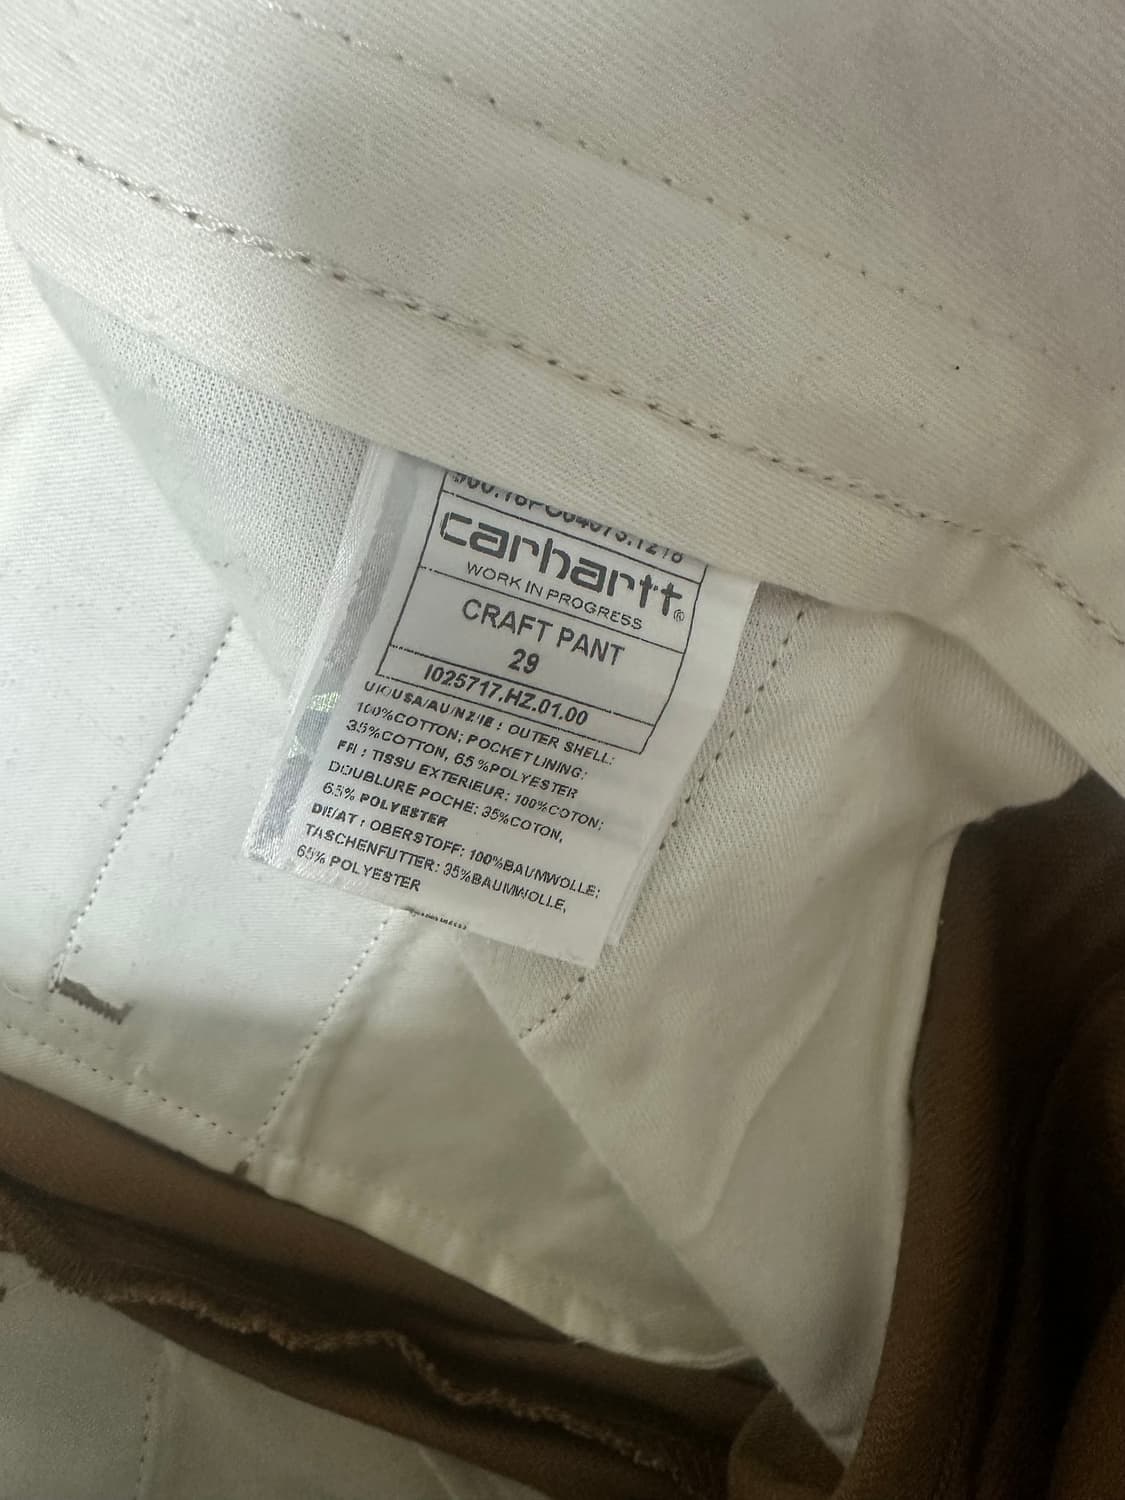 carhartt®
WORK IN PROGRESS
CRAFT PANT
29
I025717.HZ.01.00
UK/USA/AU/NZ/IE : OUTER SHELL:
100%COTTON; POCKET LINING:
35%COTTON, 65%POLYESTER
FR : TISSU EXTERIEUR: 100%COTON;
DOUBLURE POCHE: 35%COTON,
65% POLYESTER
DE/AT : OBERSTOFF: 100%BAUMWOLLE;
TASCHENFUTTER: 35%BAUMWOLLE,
65% POLYESTER